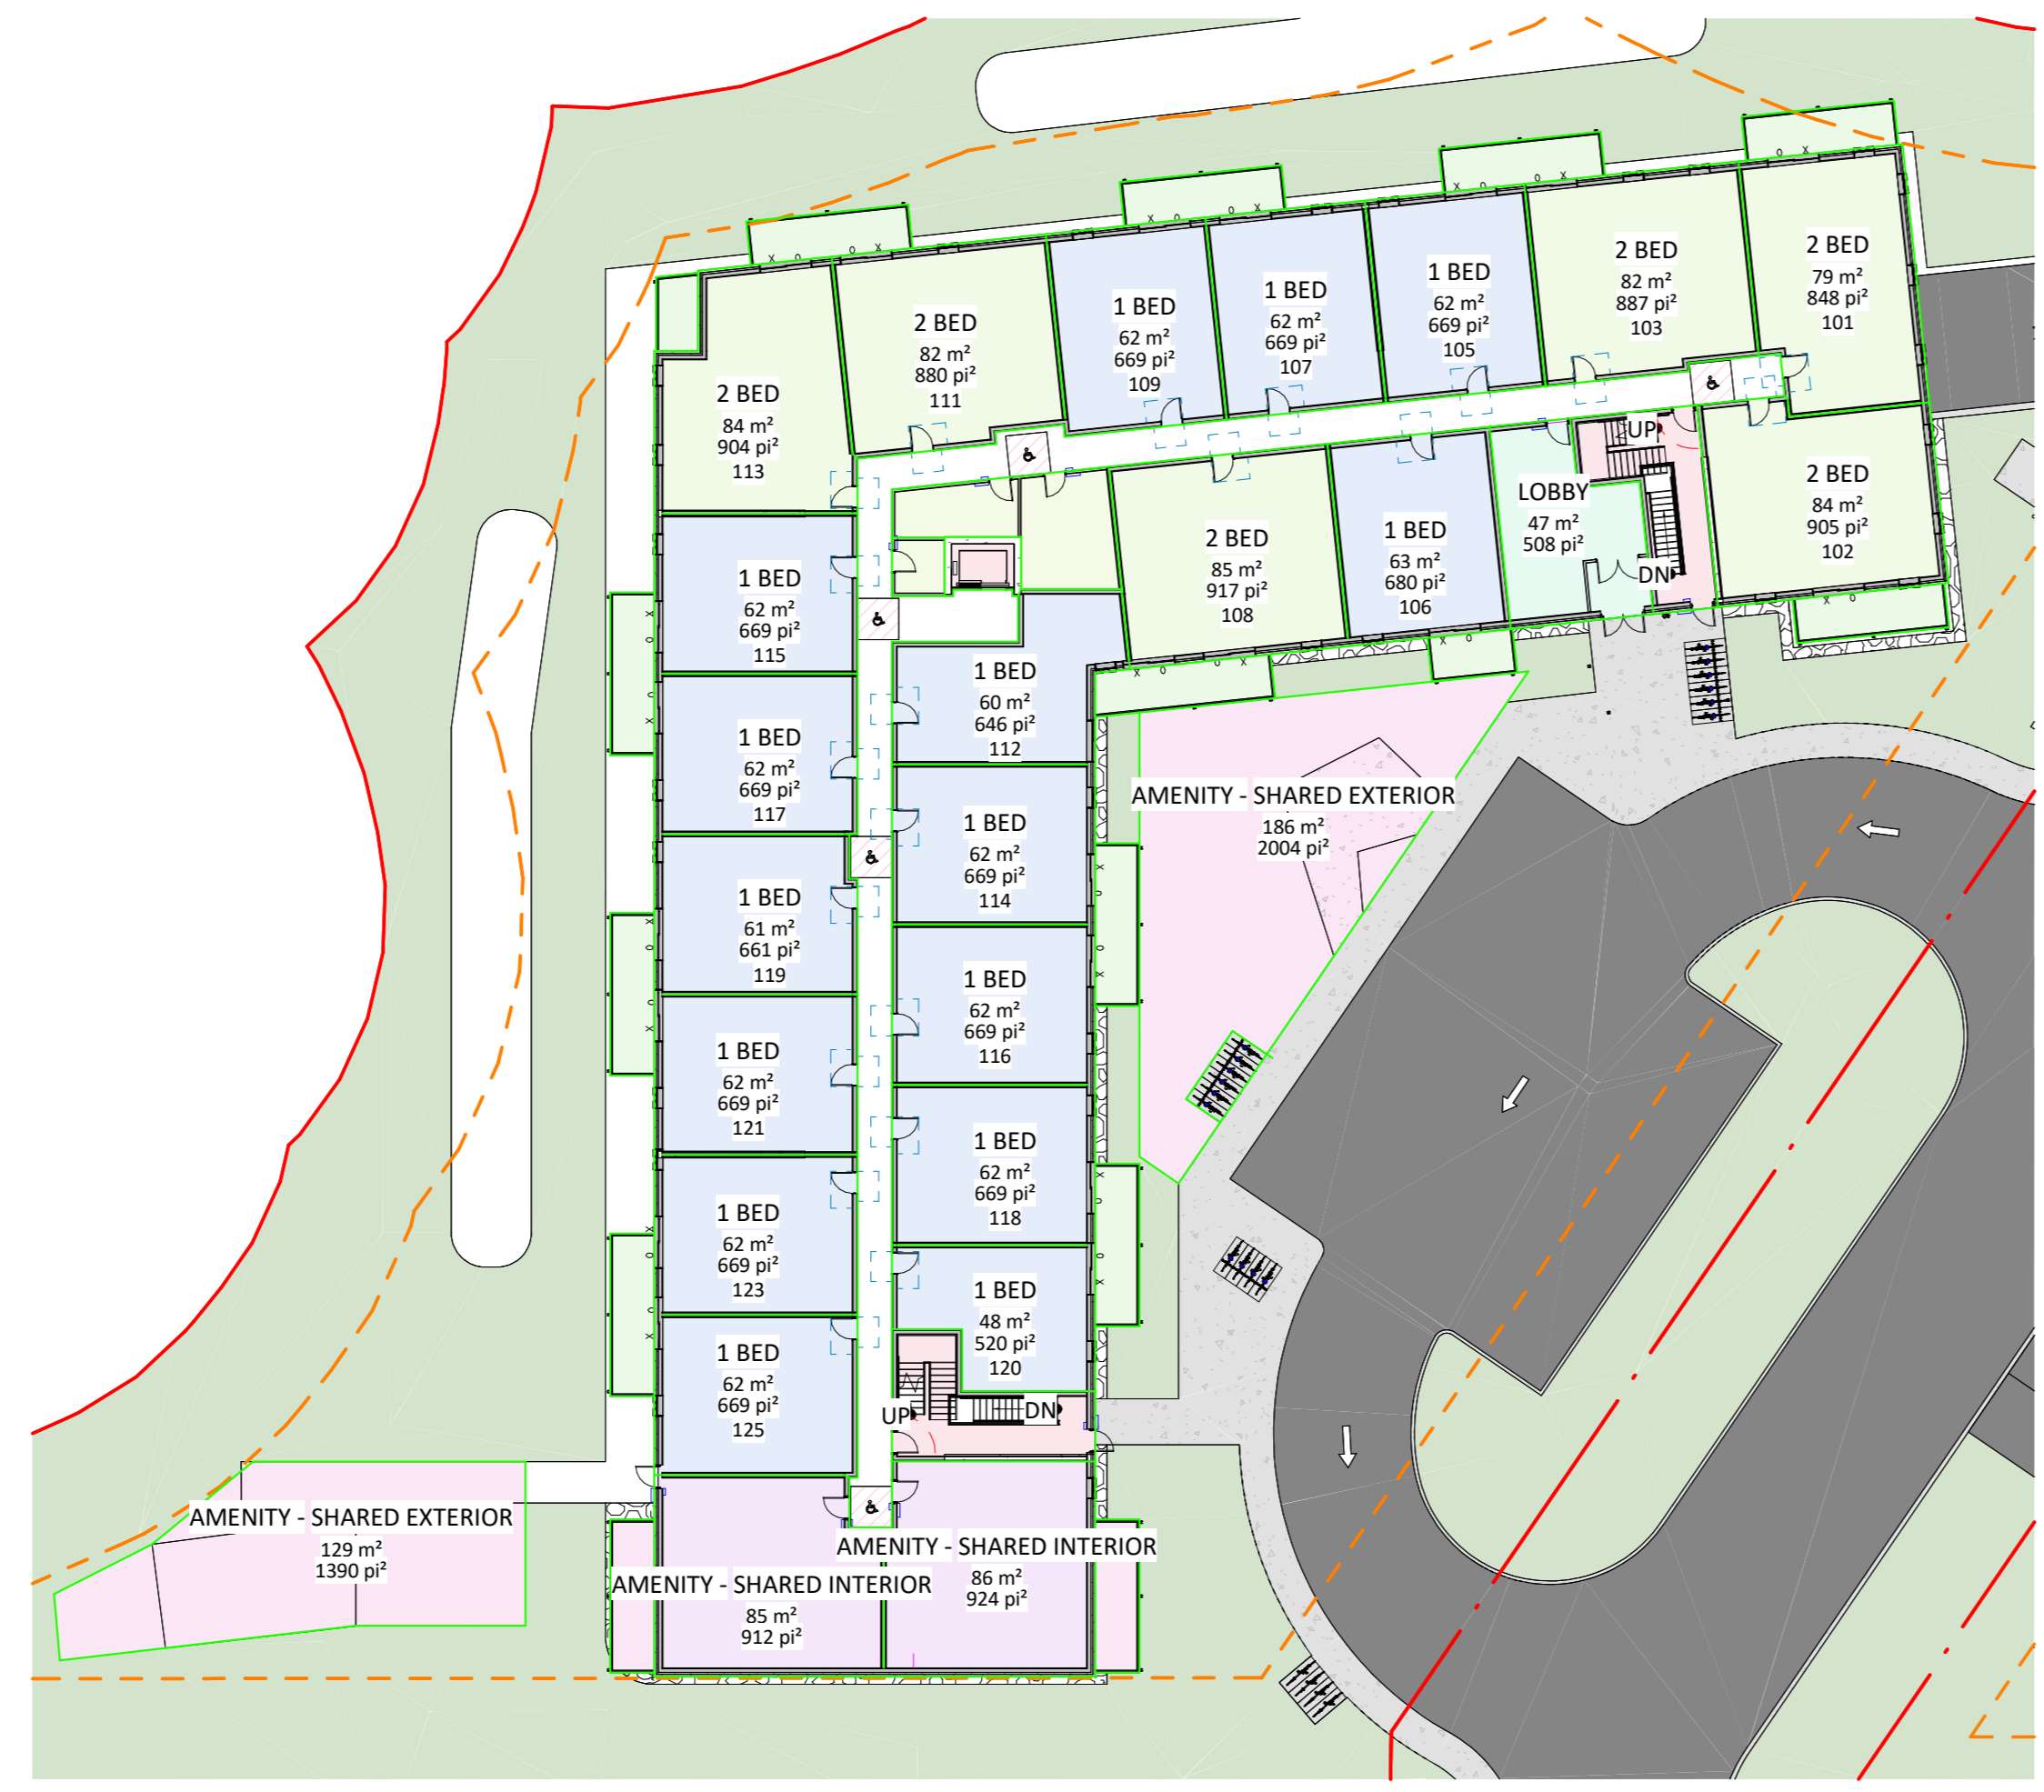 2 BED
79 m²
848 pi²
101
2 BED
82 m²
887 pi²
103
1 BED
62 m²
669 pi²
105
1 BED
62 m²
669 pi²
107
1 BED
62 m²
669 pi²
109
2 BED
82 m²
880 pi²
111
2 BED
84 m²
904 pi²
113
UP
LOBBY
47 m²
508 pi²
DN
2 BED
84 m²
905 pi²
102
1 BED
63 m²
680 pi²
106
2 BED
85 m²
917 pi²
108
1 BED
62 m²
669 pi²
115
1 BED
60 m²
646 pi²
112
1 BED
62 m²
669 pi²
117
AMENITY - SHARED EXTERIOR
186 m²
2004 pi²
1 BED
62 m²
669 pi²
114
1 BED
61 m²
661 pi²
119
1 BED
62 m²
669 pi²
116
1 BED
62 m²
669 pi²
121
1 BED
62 m²
669 pi²
118
1 BED
62 m²
669 pi²
123
1 BED
48 m²
520 pi²
120
1 BED
62 m²
669 pi²
125
UP
DN
AMENITY - SHARED EXTERIOR
129 m²
1390 pi²
AMENITY - SHARED INTERIOR
86 m²
924 pi²
AMENITY - SHARED INTERIOR
85 m²
912 pi²